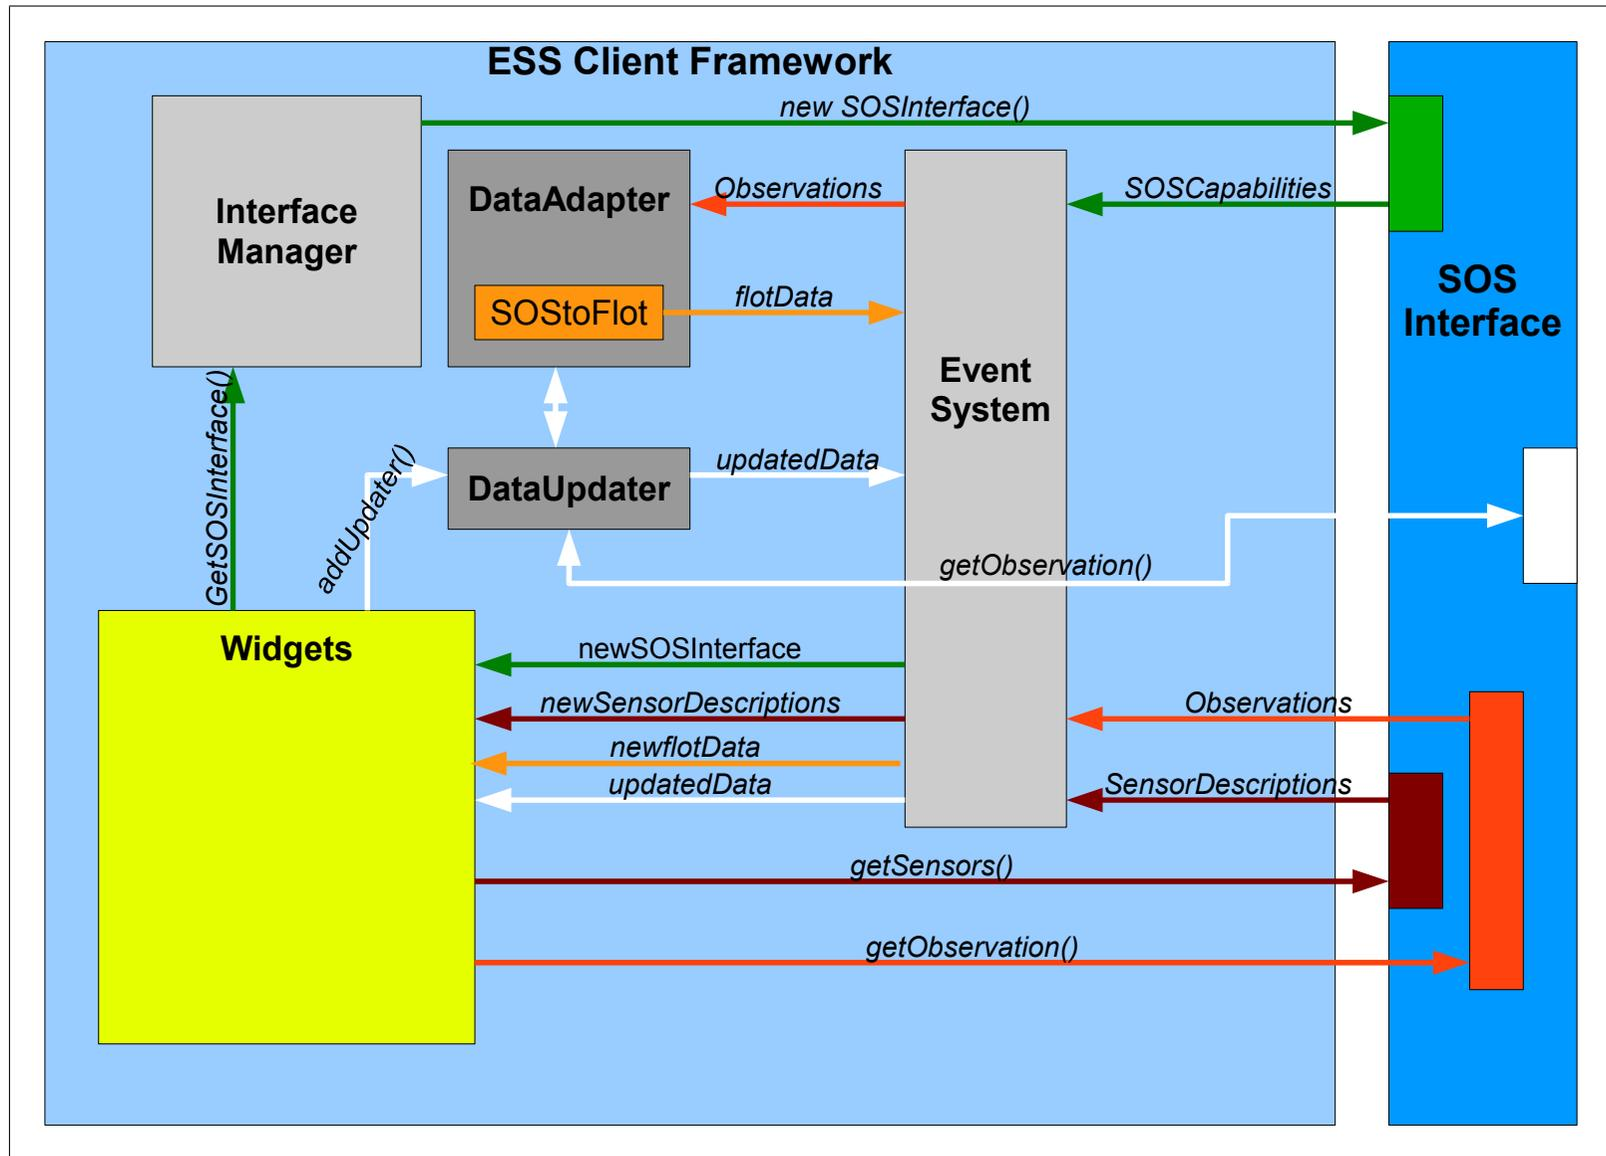 ESS Client Framework
new SOSInterface()
Interface
Manager
DataAdapter
Observations
SOSCapabilities
SOStoFlot
flotData
SOS
Interface
Event
System
GetSOSInterface()
addUpdater()
DataUpdater
updatedData
getObservation()
Widgets
newSOSInterface
newSensorDescriptions
Observations
newflotData
updatedData
SensorDescriptions
getSensors()
getObservation()